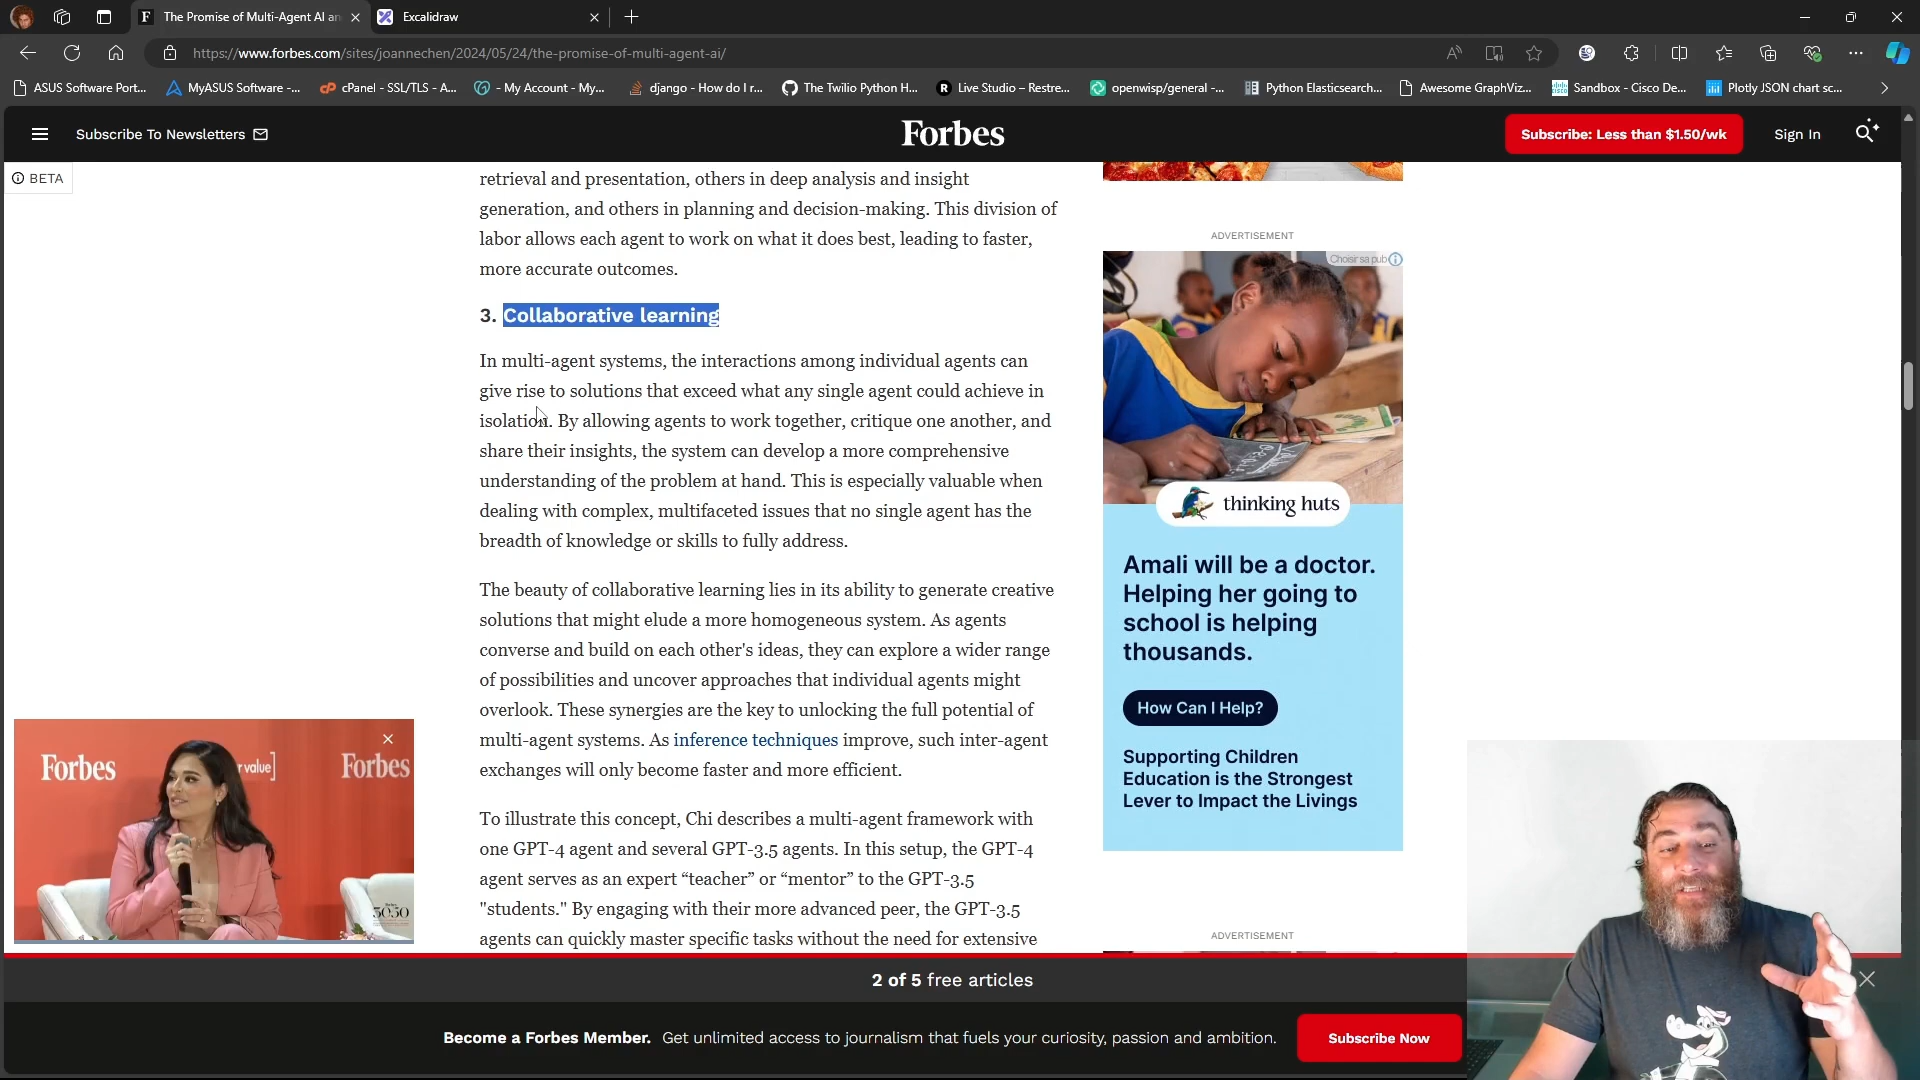 The Promise of Multi-Agent AI an
Excalidraw
https://www.forbes.com/sites/joannechen/2024/05/24/the-promise-of-multi-agent-ai/
ASUS Software Port...
MyASUS Software -...
cPanel - SSL/TLS - A...
- My Account - My...
django - How do I r...
The Twilio Python H...
Live Studio – Restre...
openwisp/general -...
Python Elasticsearch...
Awesome GraphViz...
Sandbox - Cisco De...
Plotly JSON chart sc...
Subscribe To Newsletters
Forbes
Subscribe: Less than $1.50/wk
Sign In
BETA
retrieval and presentation, others in deep analysis and insight
generation, and others in planning and decision-making. This division of
labor allows each agent to work on what it does best, leading to faster,
more accurate outcomes.
3. Collaborative learning
In multi-agent systems, the interactions among individual agents can
give rise to solutions that exceed what any single agent could achieve in
isolation. By allowing agents to work together, critique one another, and
share their insights, the system can develop a more comprehensive
understanding of the problem at hand. This is especially valuable when
dealing with complex, multifaceted issues that no single agent has the
breadth of knowledge or skills to fully address.
The beauty of collaborative learning lies in its ability to generate creative
solutions that might elude a more homogeneous system. As agents
converse and build on each other's ideas, they can explore a wider range
of possibilities and uncover approaches that individual agents might
overlook. These synergies are the key to unlocking the full potential of
multi-agent systems. As inference techniques improve, such inter-agent
exchanges will only become faster and more efficient.
To illustrate this concept, Chi describes a multi-agent framework with
one GPT-4 agent and several GPT-3.5 agents. In this setup, the GPT-4
agent serves as an expert “teacher” or “mentor” to the GPT-3.5
"students." By engaging with their more advanced peer, the GPT-3.5
agents can quickly master specific tasks without the need for extensive
ADVERTISEMENT
Choisir sa pub
thinking huts
Amali will be a doctor.
Helping her going to
school is helping
thousands.
How Can I Help?
Supporting Children
Education is the Strongest
Lever to Impact the Livings
ADVERTISEMENT
Forbes
r value]
Forbes
3050
2 of 5 free articles
Become a Forbes Member. Get unlimited access to journalism that fuels your curiosity, passion and ambition.
Subscribe Now